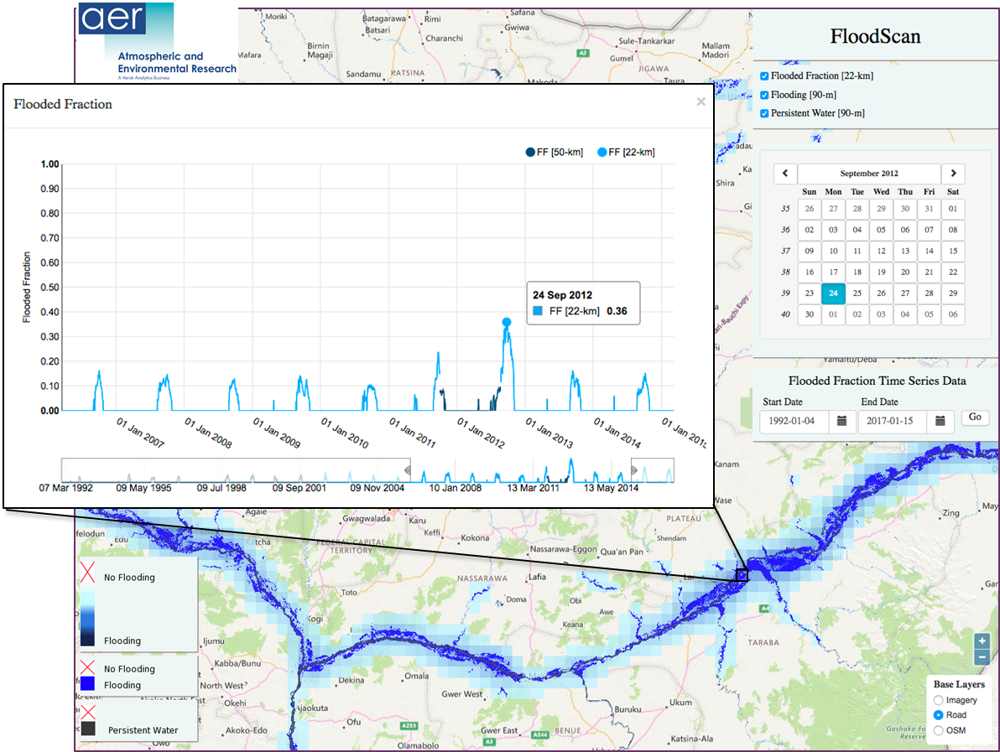 aer
Atmospheric and
Environmental Research
A Verisk Analytics Business
Moriki
Batagarawa
Rimi
Safana
Batsari
Gwiwa
Charanchi
Birnin
Magaji
Mafara
Sule-Tankarkar
Mallam
Madori
A2
Gumel
JIGAWA
Sandamu
KATSINA
Makoda
Taura
FloodScan
Flooded Fraction [22-km]
Flooding [90-m]
Persistent Water [90-m]
Shira
September 2012
Sun Mon Tue Wed Thu Fri Sat
35 26 27 28 29 30 31 01
36 02 03 04 05 06 07 08
37 09 10 11 12 13 14 15
38 16 17 18 19 20 21 22
39 23 24 25 26 27 28 29
40 30 01 02 03 04 05 06
Yamaltu/Deba
Flooded Fraction Time Series Data
Start Date End Date
1992-01-04 2017-01-15 Go
Flooded Fraction ×
FF [50-km] FF [22-km]
1.00
0.90
0.80
0.70
0.60
0.50
0.40
0.30
0.20
0.10
0.00
Flooded Fraction
24 Sep 2012
FF [22-km] 0.36
01 Jan 2007
01 Jan 2008
01 Jan 2009
01 Jan 2010
01 Jan 2011
01 Jan 2012
01 Jan 2013
01 Jan 2014
01 Jan 2015
07 Mar 1992 09 May 1995 09 Jul 1998 09 Sep 2001 09 Nov 2004 10 Jan 2008 13 Mar 2011 13 May 2014
Kanam
Wase
Zing
May
Agaie
Gwagwalada
Karu
Keffi
Kokona
PLATEAU
Shendam
felodun
Edu
Katcha
FEDERAL CAPITAL
TERRITORY
Nassarawa-Eggon
Qua'an Pan
NASSARAWA
Lafia
Lan
Gassol
Toto
Doma
Obi
Awe
Keana
Kogi
TARABA
Ijumu
Kabba/Bunu
North West
Omala
Dekina
Gwer West
Okehi
Ajaokuta
Akoko-Edo
Ofu
A233
Olamabolo
Gwer East
A3
A344
BENUE
Buruku
Ukum
Katsina-Ala
Gashaka Fo
Reserve
Owo
No Flooding
Flooding
No Flooding
Flooding
Persistent Water
+
−
Base Layers
Imagery
Road
OSM